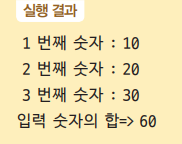 실행 결과
1 번째 숫자 : 10
2 번째 숫자 : 20
3 번째 숫자 : 30
입력 숫자의 합=> 60